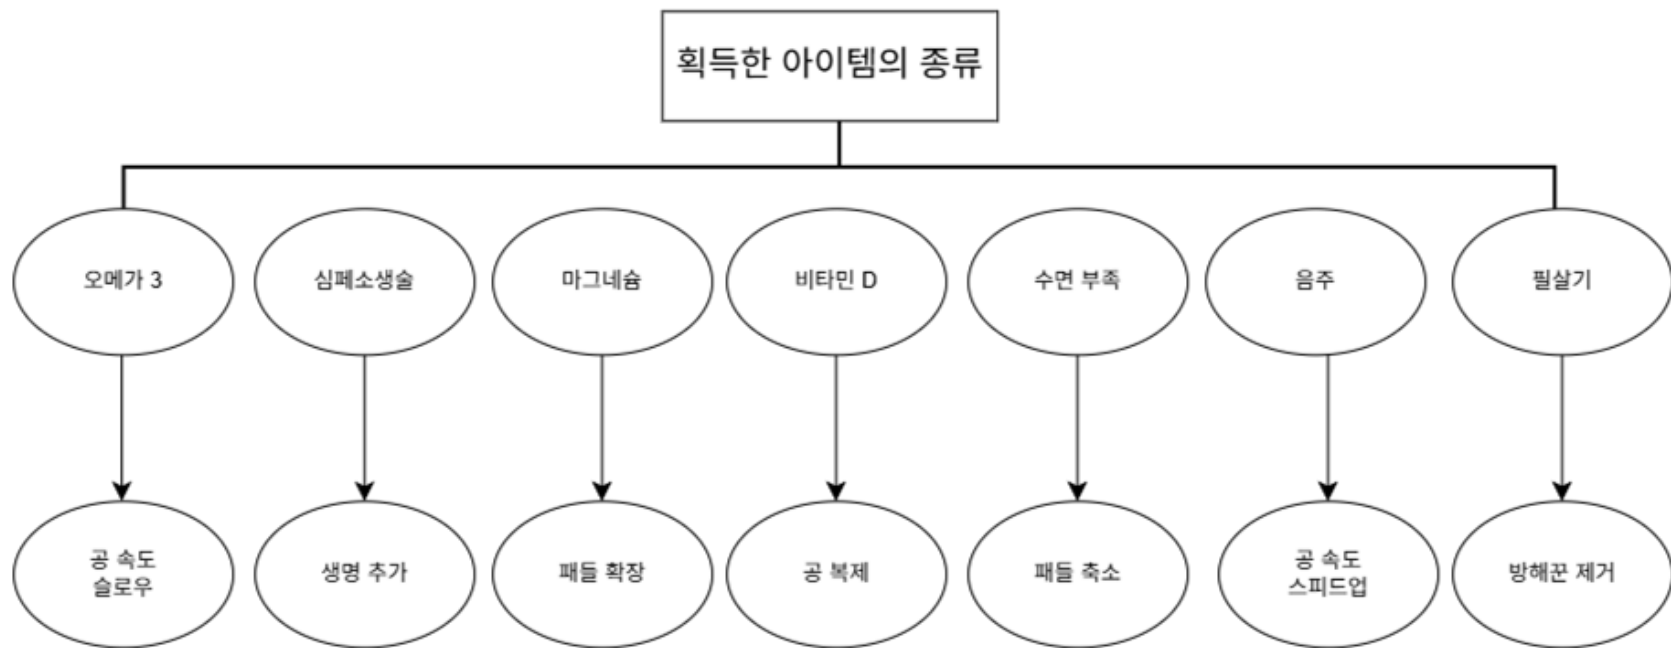 획득한 아이템의 종류
오메가 3
심페소생술
마그네슘
비타민 D
수면 부족
음주
필살기
공 속도
슬로우
생명 추가
패들 확장
공 복제
패들 축소
공 속도
스피드업
방해꾼 제거